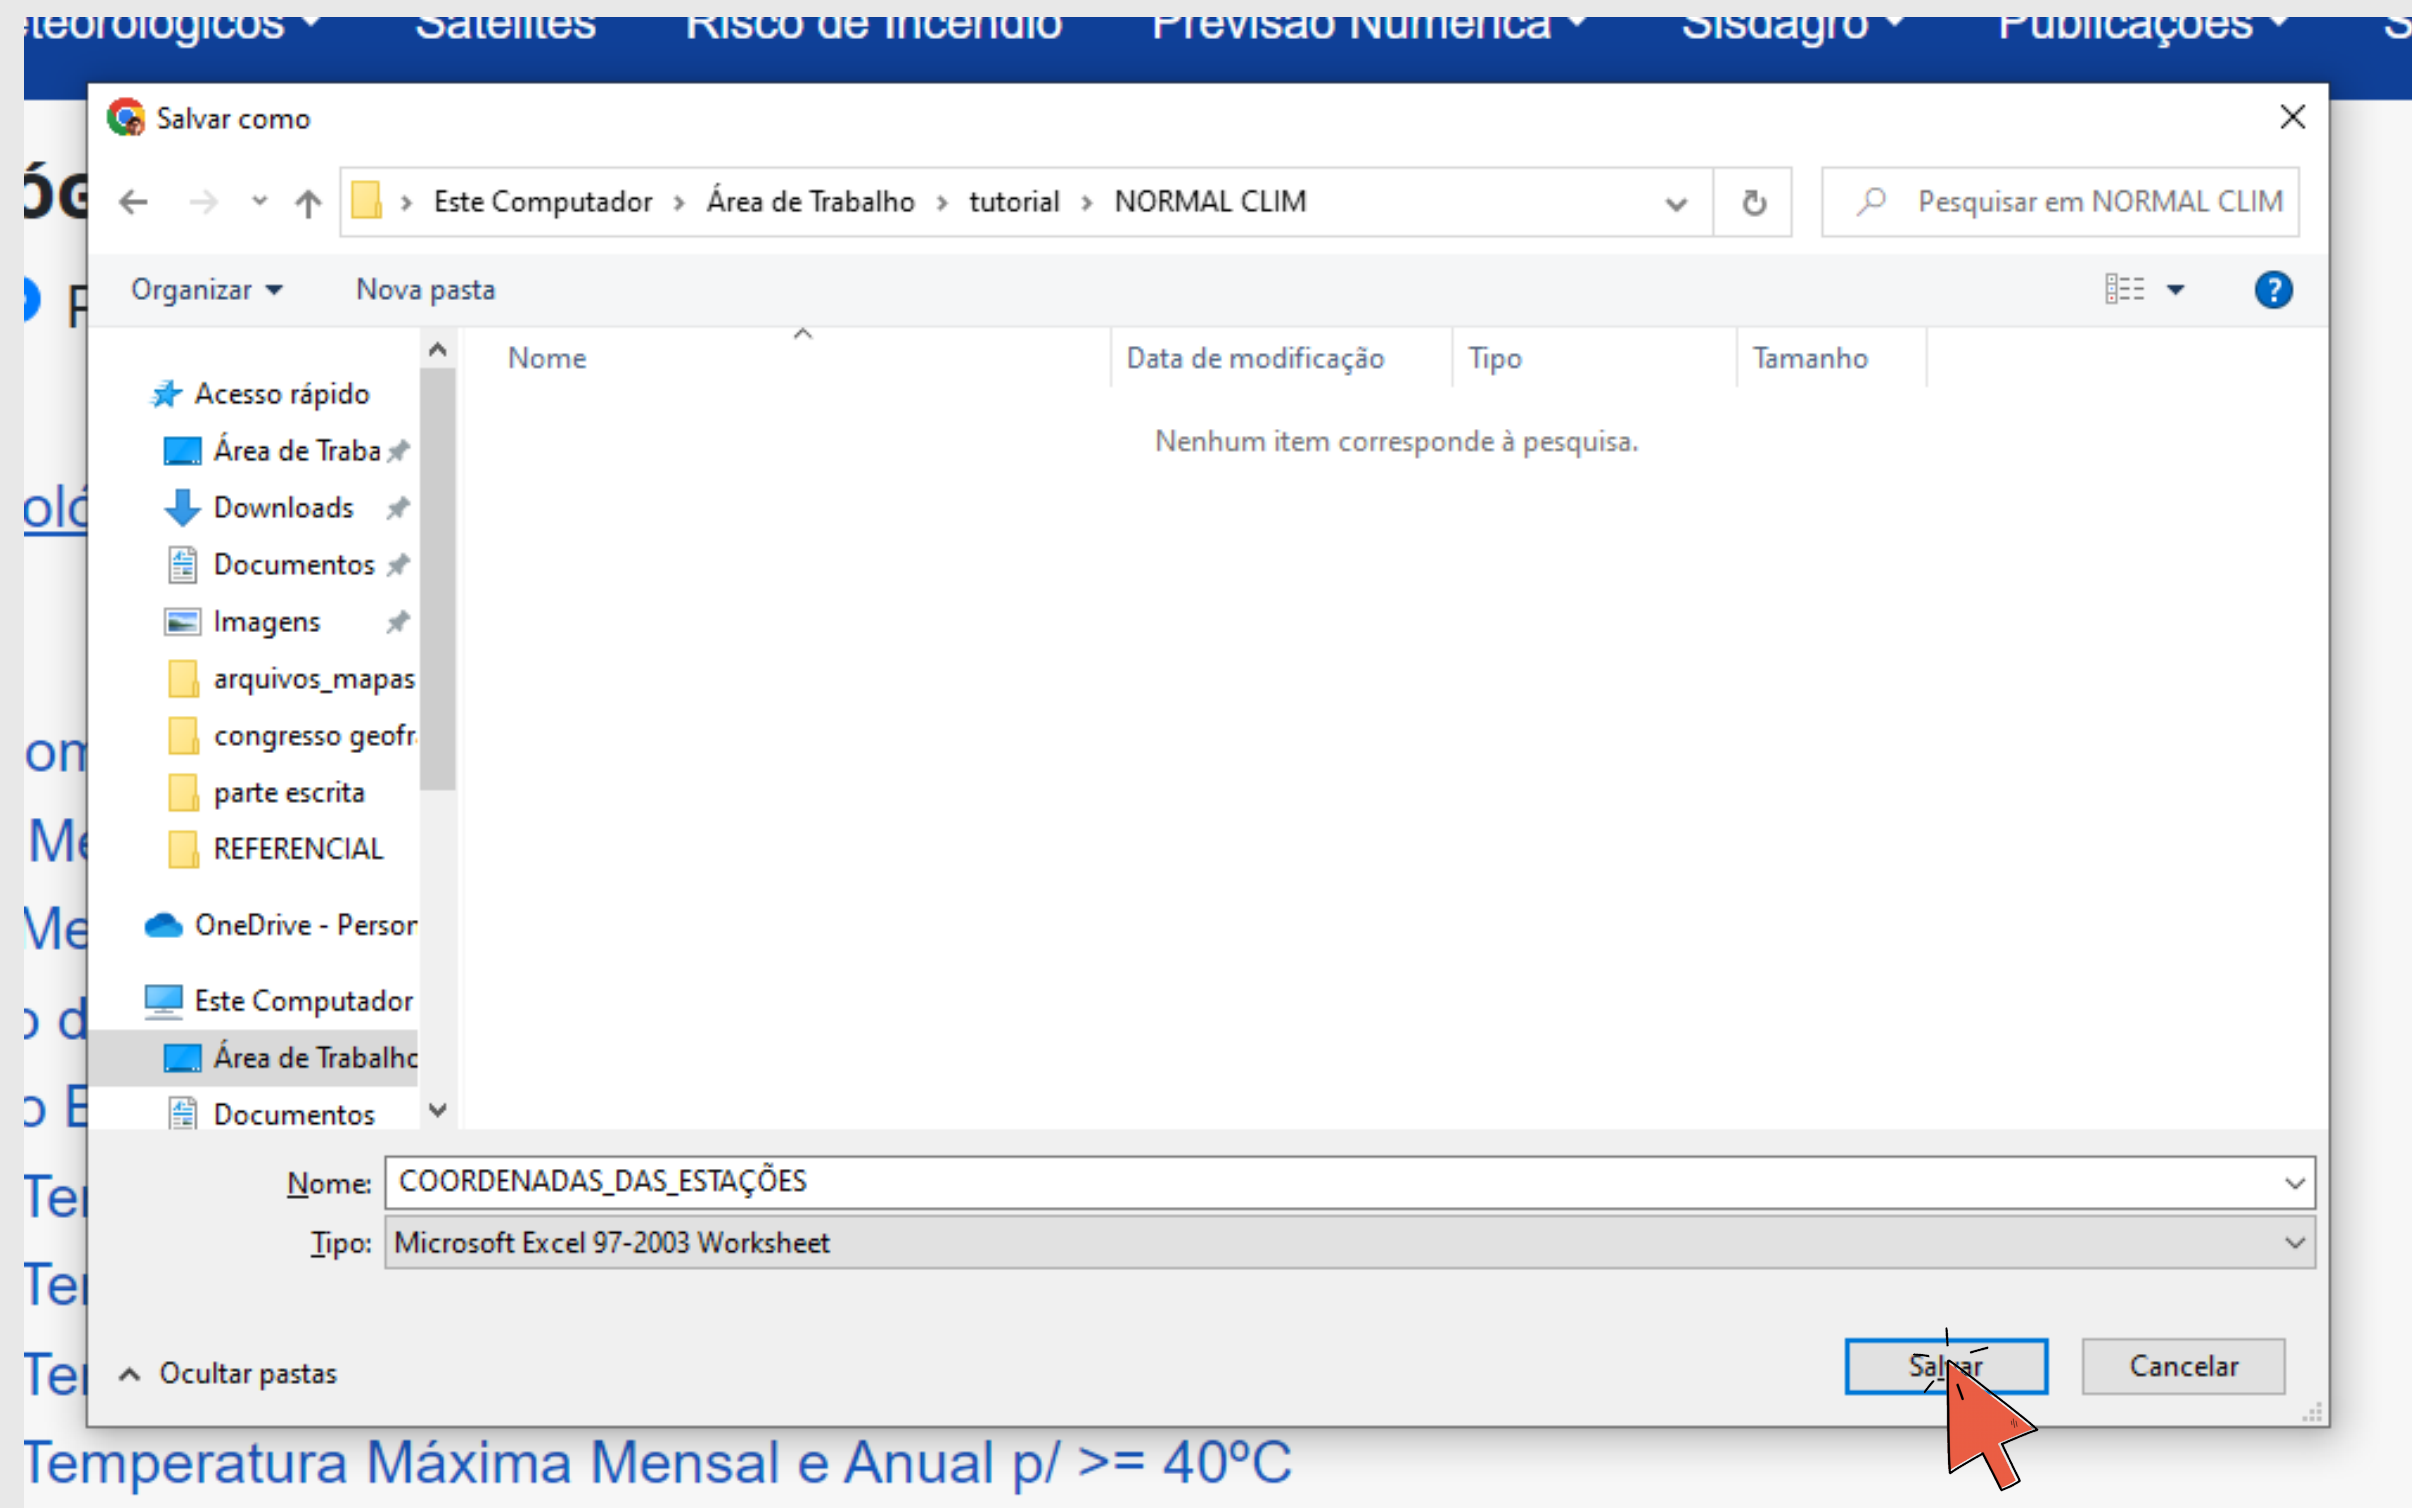 Satélites Risco de Incêndio Previsão Numérica Sisdagro Publicações
Salvar como
Este Computador > Área de Trabalho > tutorial > NORMAL CLIM
Pesquisar em NORMAL CLIM
Organizar Nova pasta
Nome Data de modificação Tipo Tamanho
Nenhum item corresponde à pesquisa.
Acesso rápido
Área de Traba
Downloads
Documentos
Imagens
arquivos_mapas
congresso geofr
parte escrita
REFERENCIAL
OneDrive - Person
Este Computador
Área de Trabalho
Documentos
Nome: COORDENADAS_DAS_ESTAÇÕES
Tipo: Microsoft Excel 97-2003 Worksheet
Ocultar pastas
Salvar Cancelar
Temperatura Máxima Mensal e Anual p/ >= 40ºC